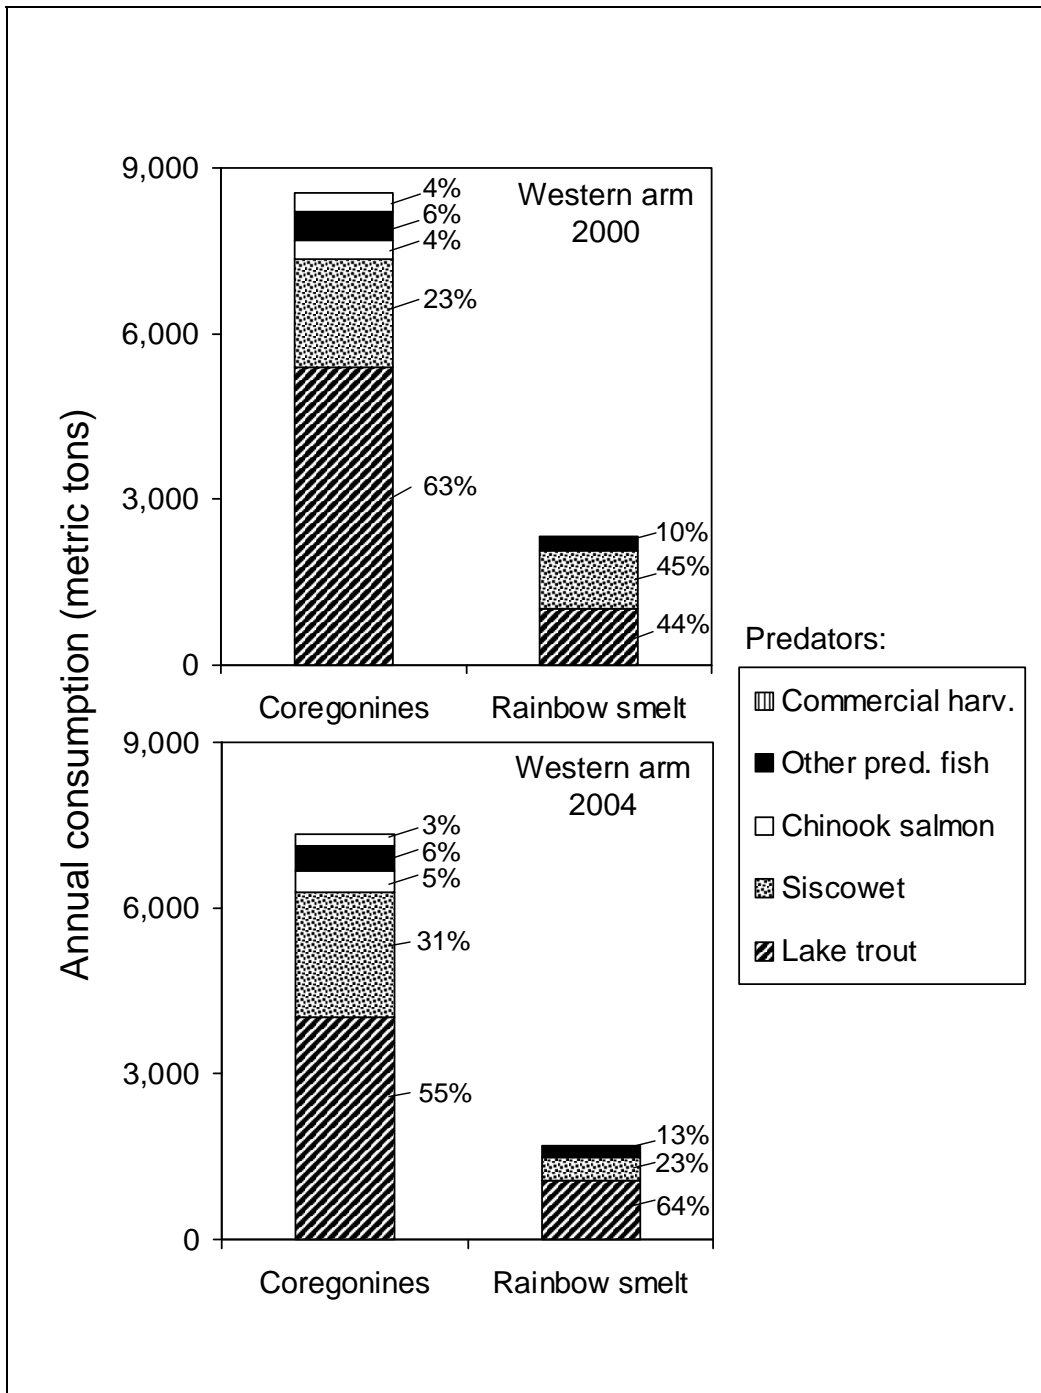 Annual consumption (metric tons)
9,000
6,000
3,000
0
Western arm
2000
4%
6%
4%
23%
63%
10%
45%
44%
Coregonines
Rainbow smelt
9,000
6,000
3,000
0
Western arm
2004
3%
6%
5%
31%
55%
13%
23%
64%
Coregonines
Rainbow smelt
Predators:
Commercial harv.
Other pred. fish
Chinook salmon
Siscowet
Lake trout